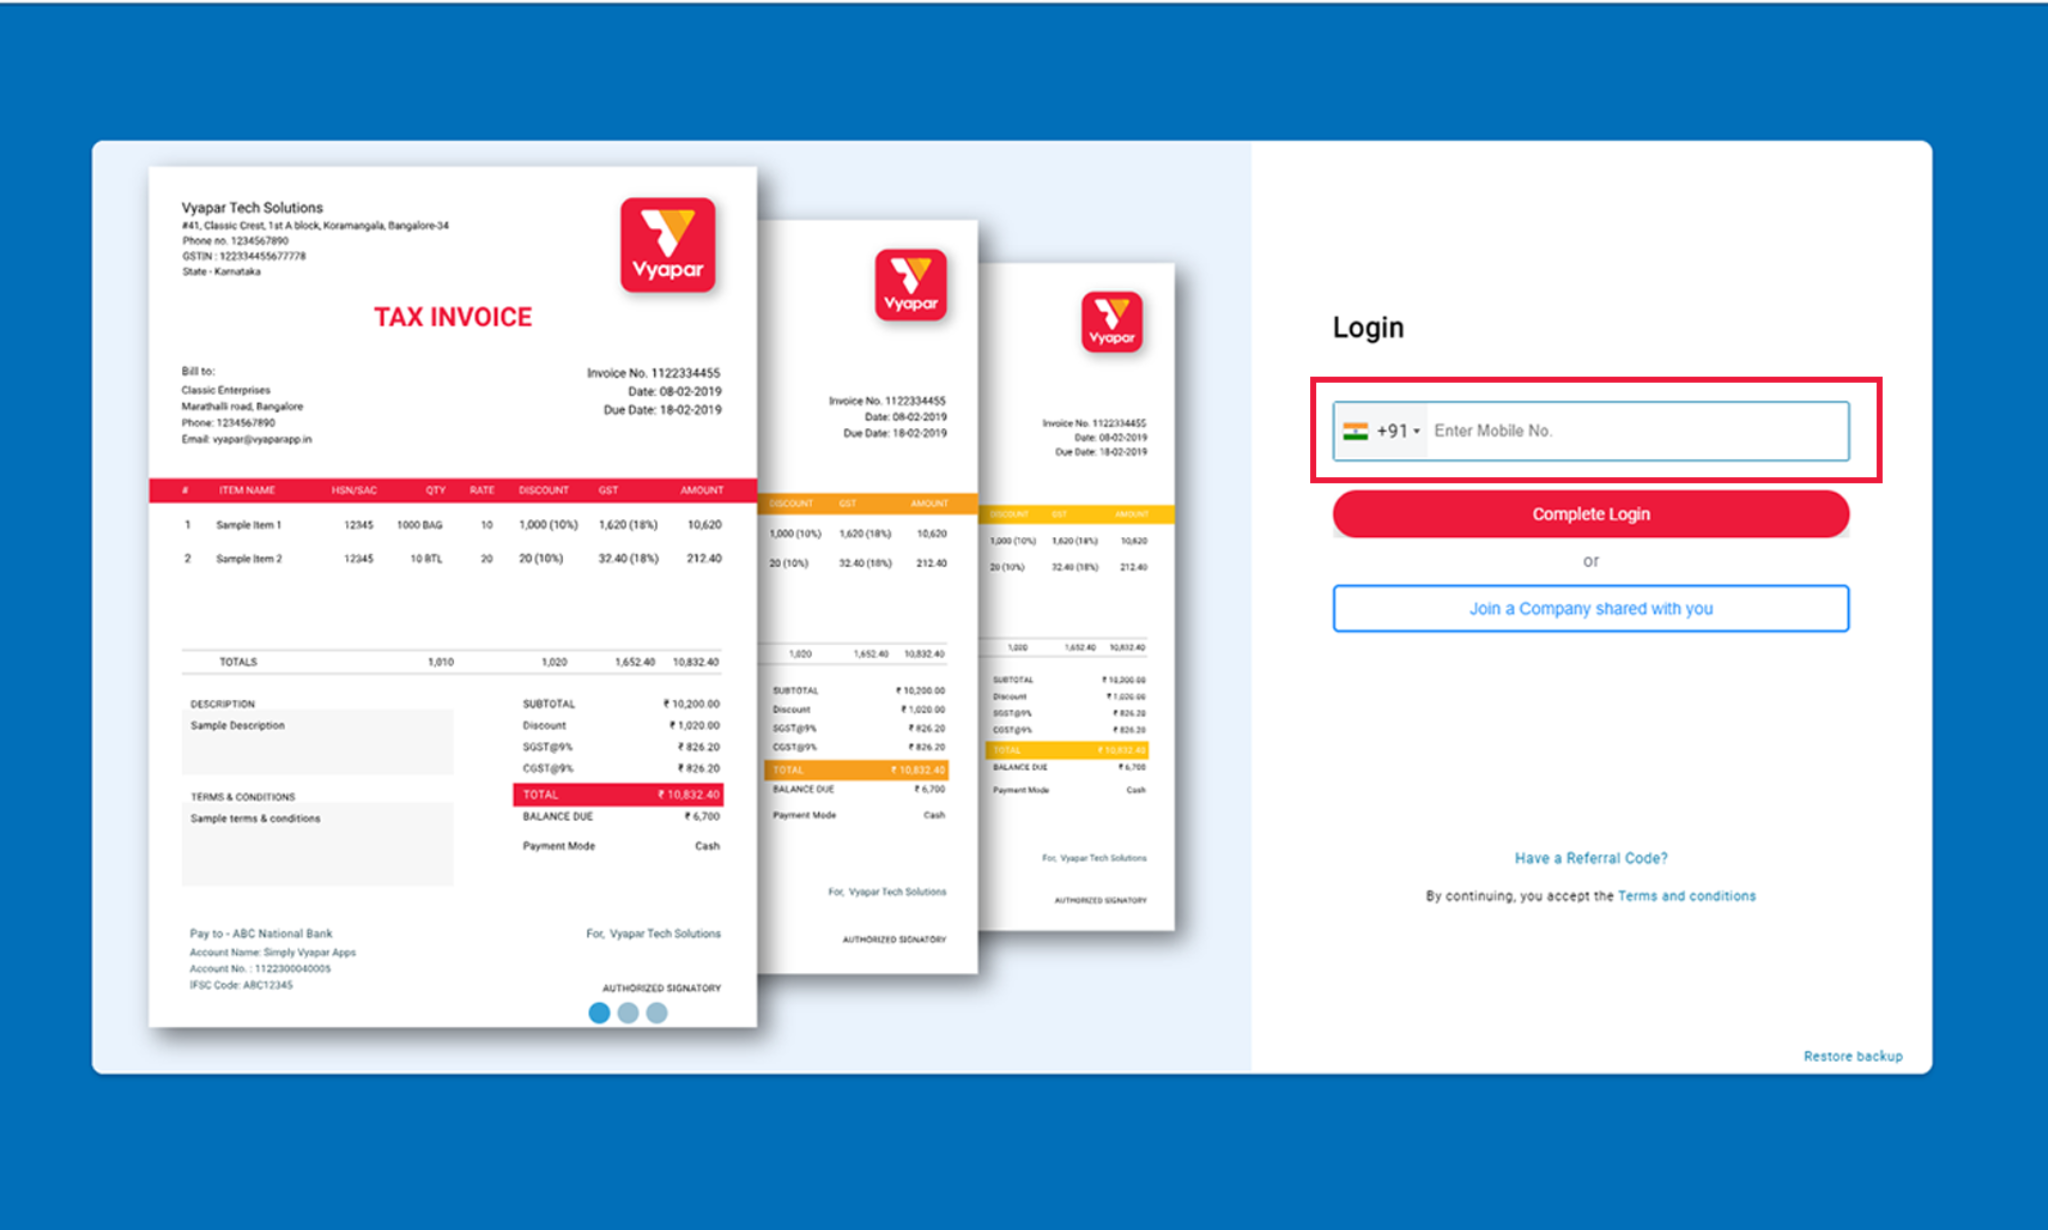 Vyapar Tech Solutions
#41, Classic Crest, 1st A block, Koramangala, Bangalore-34
Phone no. 1234567890
GSTIN : 122334455677778
State - Karnataka
Vyapar
TAX INVOICE
Bill to:
Classic Enterprises
Marathalli road, Bangalore
Phone: 1234567890
Email: vyapar@vyaparapp.in
Invoice No. 1122334455
Date: 08-02-2019
Due Date: 18-02-2019
# ITEM NAME HSN/SAC QTY RATE DISCOUNT GST AMOUNT
1 Sample Item 1 12345 1000 BAG 10 1,000 (10%) 1,620 (18%) 10,620
2 Sample Item 2 12345 10 BTL 20 20 (10%) 32.40 (18%) 212.40
TOTALS 1,010 1,020 1,652.40 10,832.40
DESCRIPTION
Sample Description
TERMS & CONDITIONS
Sample terms & conditions
SUBTOTAL ₹ 10,200.00
Discount ₹ 1,020.00
SGST@9% ₹ 826.20
CGST@9% ₹ 826.20
TOTAL ₹ 10,832.40
BALANCE DUE ₹ 6,700
Payment Mode Cash
Pay to - ABC National Bank
Account Name: Simply Vyapar Apps
Account No. : 1122300040005
IFSC Code: ABC12345
For, Vyapar Tech Solutions
AUTHORIZED SIGNATORY
Vyapar
Invoice No. 1122334455
Date: 08-02-2019
Due Date: 18-02-2019
DISCOUNT GST AMOUNT
1,000 (10%) 1,620 (18%) 10,620
20 (10%) 32.40 (18%) 212.40
1,020 1,652.40 10,832.40
SUBTOTAL ₹ 10,200.00
Discount ₹ 1,020.00
SGST@9% ₹ 826.20
CGST@9% ₹ 826.20
TOTAL ₹ 10,832.40
BALANCE DUE ₹ 6,700
Payment Mode Cash
For, Vyapar Tech Solutions
AUTHORIZED SIGNATORY
Vyapar
Invoice No. 1122334455
Date: 08-02-2019
Due Date: 18-02-2019
DISCOUNT GST AMOUNT
1,000 (10%) 1,620 (18%) 10,620
20 (10%) 32.40 (18%) 212.40
1,020 1,652.40 10,832.40
SUBTOTAL ₹ 10,200.00
Discount ₹ 1,020.00
SGST@9% ₹ 826.20
CGST@9% ₹ 826.20
TOTAL ₹ 10,832.40
BALANCE DUE ₹ 6,700
Payment Mode Cash
For, Vyapar Tech Solutions
AUTHORIZED SIGNATORY
Login
+91 Enter Mobile No.
Complete Login
or
Join a Company shared with you
Have a Referral Code?
By continuing, you accept the Terms and conditions
Restore backup